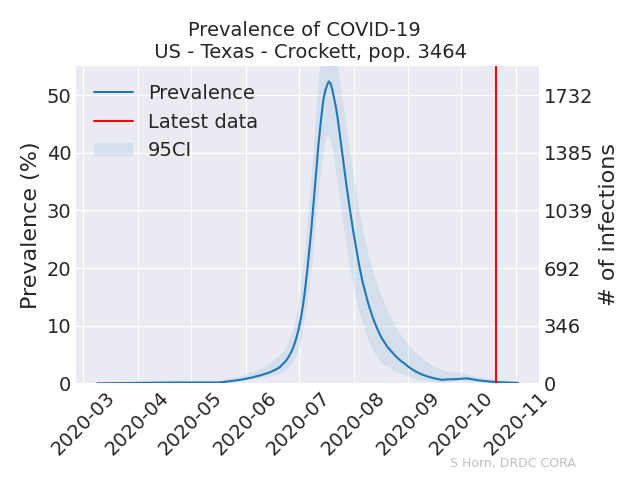 Prevalence of COVID-19
US - Texas - Crockett, pop. 3464
Prevalence
Latest data
95CI
Prevalence (%)
50
40
30
20
10
0
1732
1385
1039
692
346
0
# of infections
2020-03
2020-04
2020-05
2020-06
2020-07
2020-08
2020-09
2020-10
2020-11
S Horn, DRDC CORA